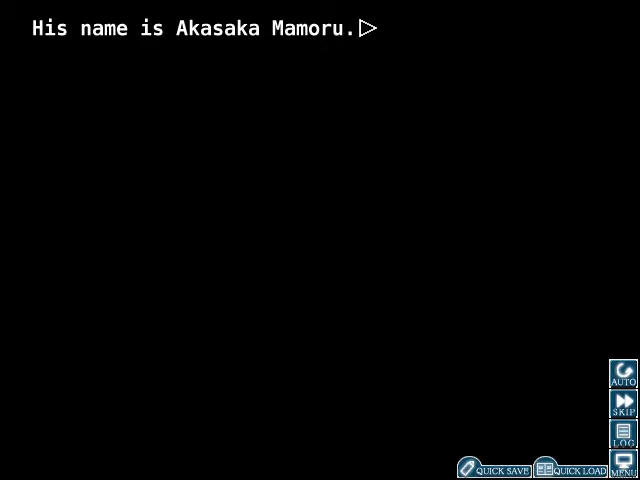 His name is Akasaka Mamoru.
AUTO
SKIP
LOG
MENU
QUICK SAVE
QUICK LOAD